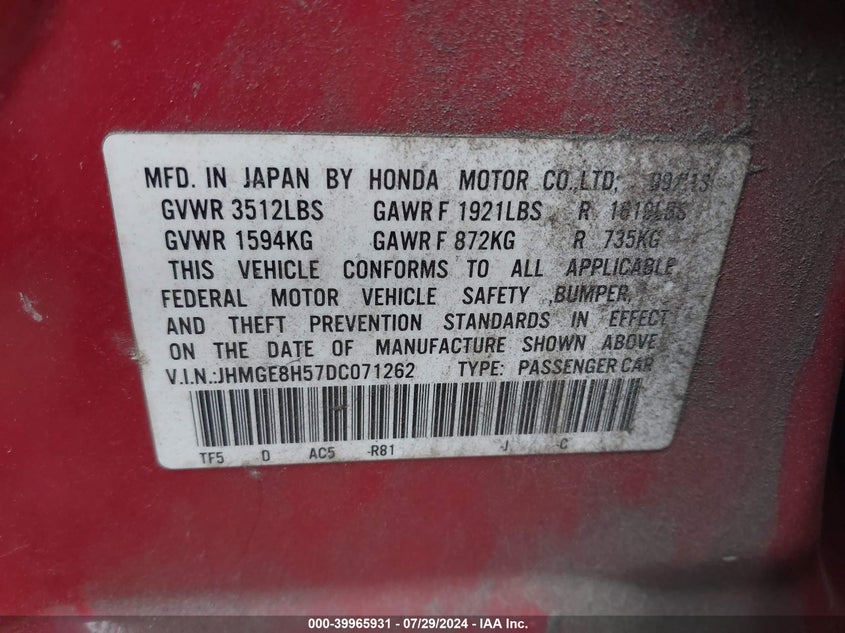 MFD. IN JAPAN BY HONDA MOTOR CO.,LTD;
GVWR 3512LBS GAWR F 1921LBS R 1619LBS
GVWR 1594KG GAWR F 872KG R 735KG
THIS VEHICLE CONFORMS TO ALL APPLICABLE
FEDERAL MOTOR VEHICLE SAFETY ,BUMPER,
AND THEFT PREVENTION STANDARDS IN EFFECT
ON THE DATE OF MANUFACTURE SHOWN ABOVE
V.I.N.:JHMGE8H57DC071262 TYPE: PASSENGER CAR
TF5 D AC5 -R81 -J -C
000-39965931 - 07/29/2024 - IAA Inc.